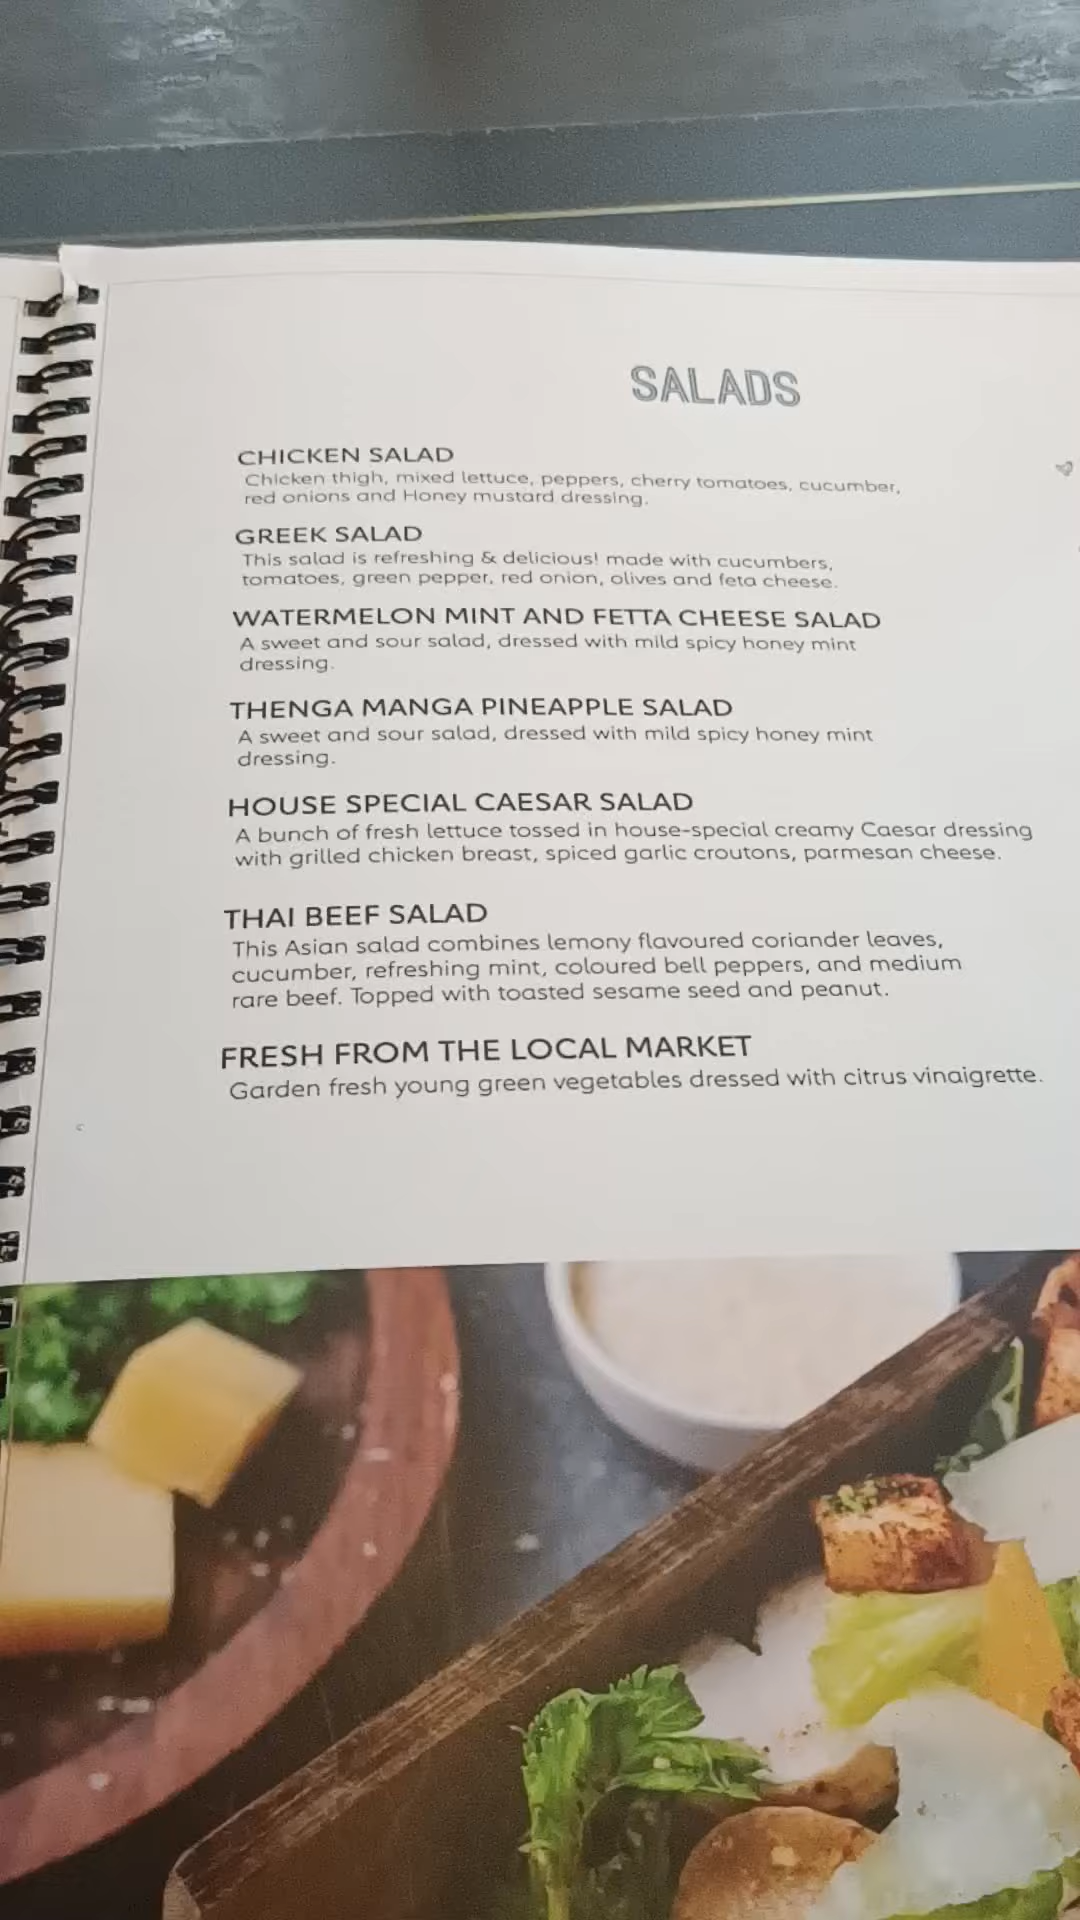 SALADS
CHICKEN SALAD
Chicken thigh, mixed lettuce, peppers, cherry tomatoes, cucumber,
red onions and Honey mustard dressing.
GREEK SALAD
This salad is refreshing & delicious! made with cucumbers,
tomatoes, green pepper, red onion, olives and feta cheese.
WATERMELON MINT AND FETTA CHEESE SALAD
A sweet and sour salad, dressed with mild spicy honey mint
dressing.
THENGA MANGA PINEAPPLE SALAD
A sweet and sour salad, dressed with mild spicy honey mint
dressing.
HOUSE SPECIAL CAESAR SALAD
A bunch of fresh lettuce tossed in house-special creamy Caesar dressing
with grilled chicken breast, spiced garlic croutons, parmesan cheese.
THAI BEEF SALAD
This Asian salad combines lemony flavoured coriander leaves,
cucumber, refreshing mint, coloured bell peppers, and medium
rare beef. Topped with toasted sesame seed and peanut.
FRESH FROM THE LOCAL MARKET
Garden fresh young green vegetables dressed with citrus vinaigrette.